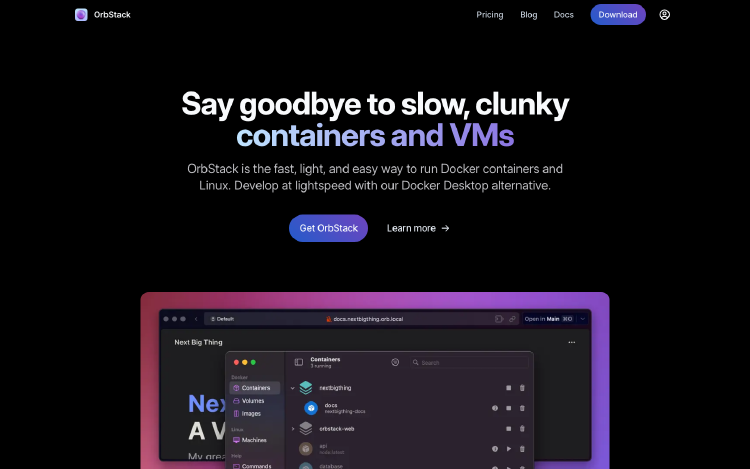 OrbStack
Pricing
Blog
Docs
Download
Say goodbye to slow, clunky
containers and VMs
OrbStack is the fast, light, and easy way to run Docker containers and
Linux. Develop at lightspeed with our Docker Desktop alternative.
Get OrbStack
Learn more →
Default
docs.nextbigthing.orb.local
Open in Main ⌘O
Next Big Thing
Containers
3 running
Search
Docker
Containers
Volumes
Images
Linux
Machines
Help
Commands
nextbigthing
docs
nextbigthing-docs
orbstack-web
api
database
Nex
A V
My grea